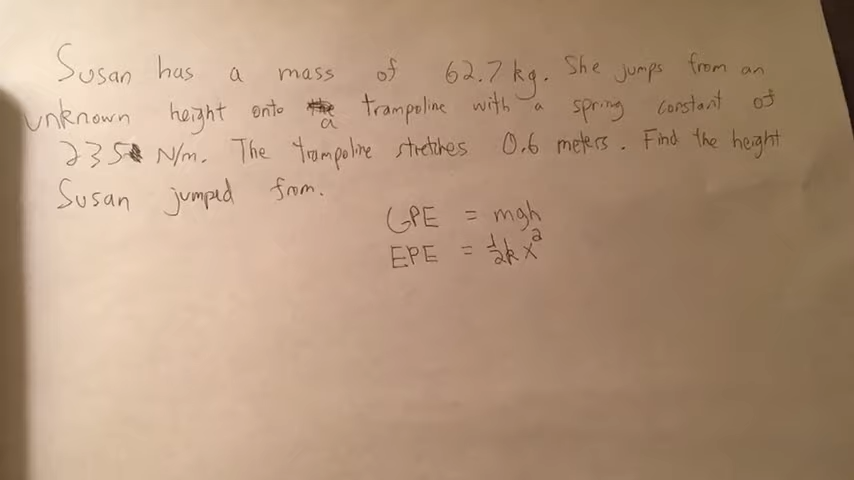 Susan has a mass of 62.7 kg. She jumps from an
unknown height onto a trampoline with a spring constant of
235 N/m. The trampoline stretches 0.6 meters. Find the height
Susan jumped from.
GPE = mgh
EPE = ½kx²